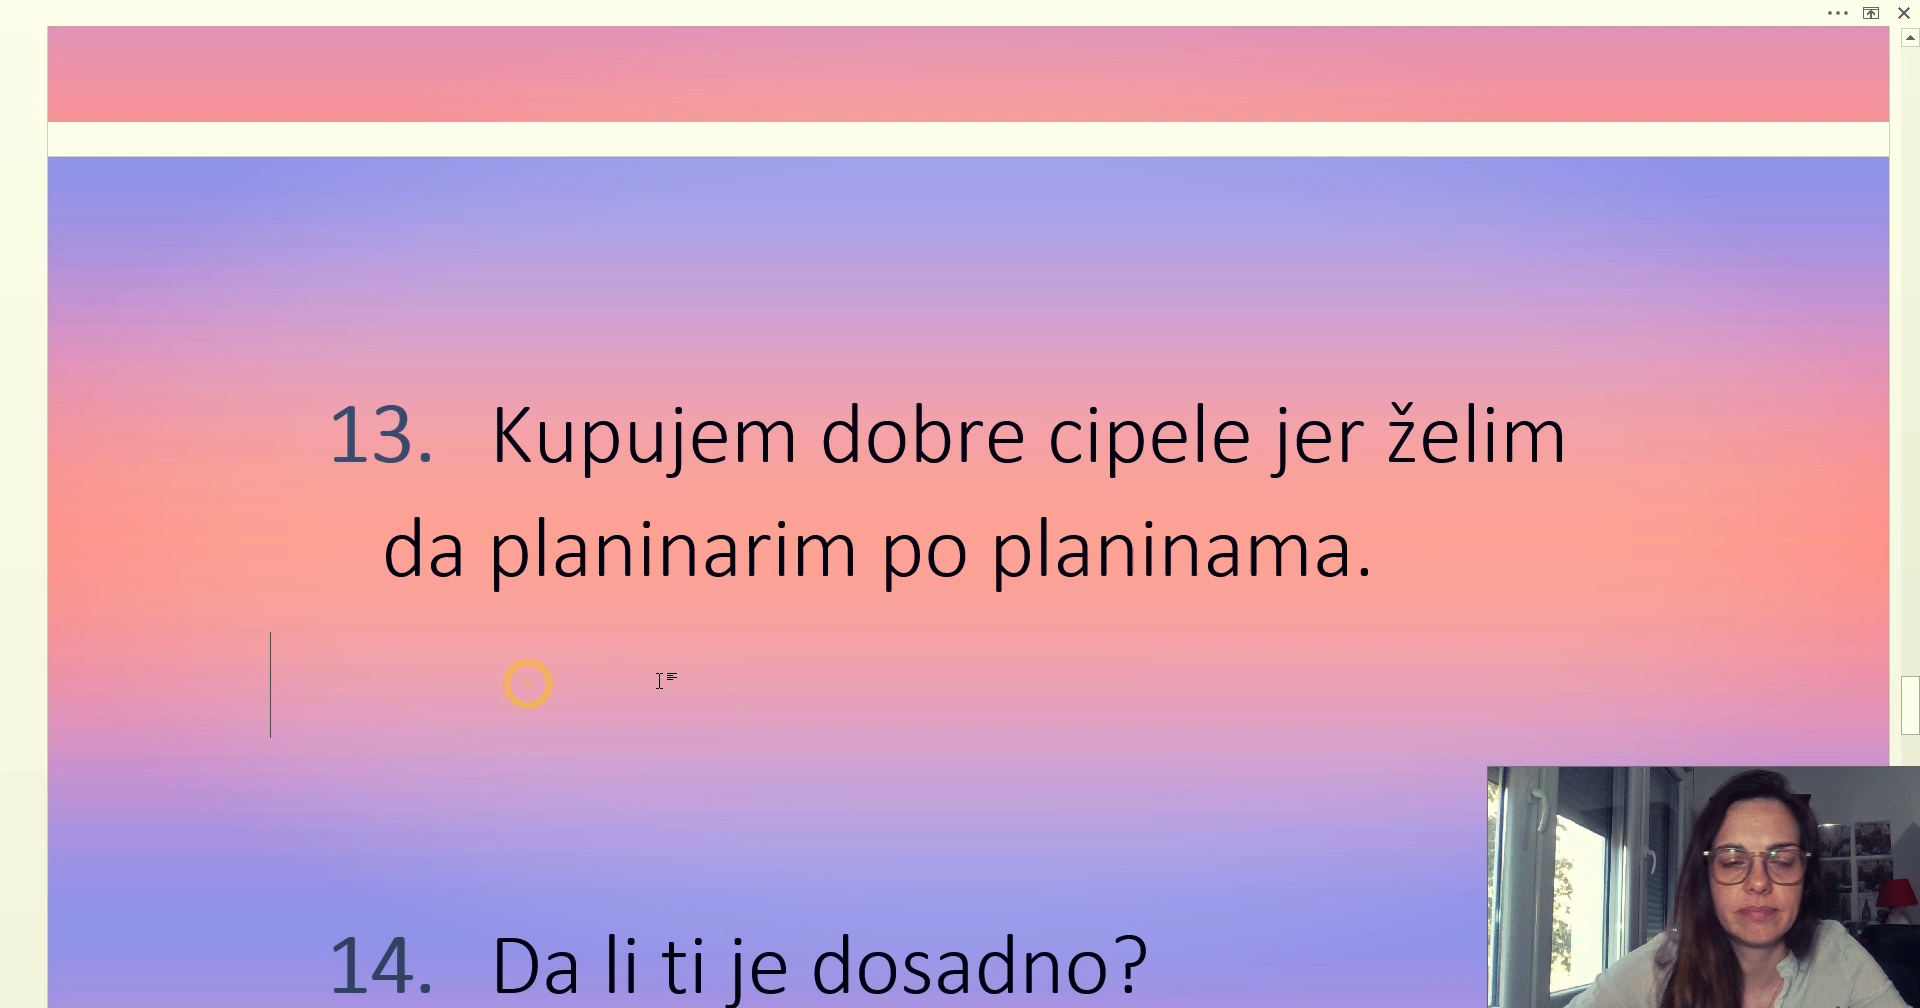 13. Kupujem dobre cipele jer želim
da planinarim po planinama.
14. Da li ti je dosadno?